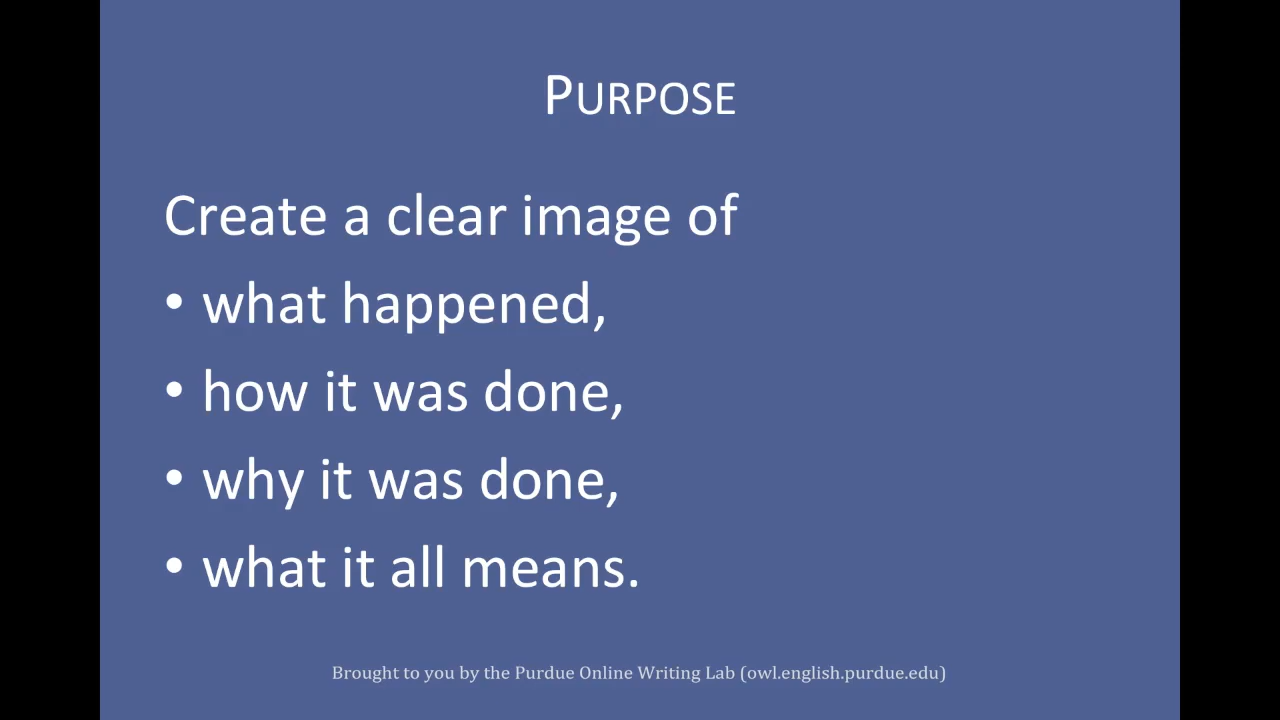 PURPOSE
Create a clear image of
• what happened,
• how it was done,
• why it was done,
• what it all means.
Brought to you by the Purdue Online Writing Lab (owl.english.purdue.edu)